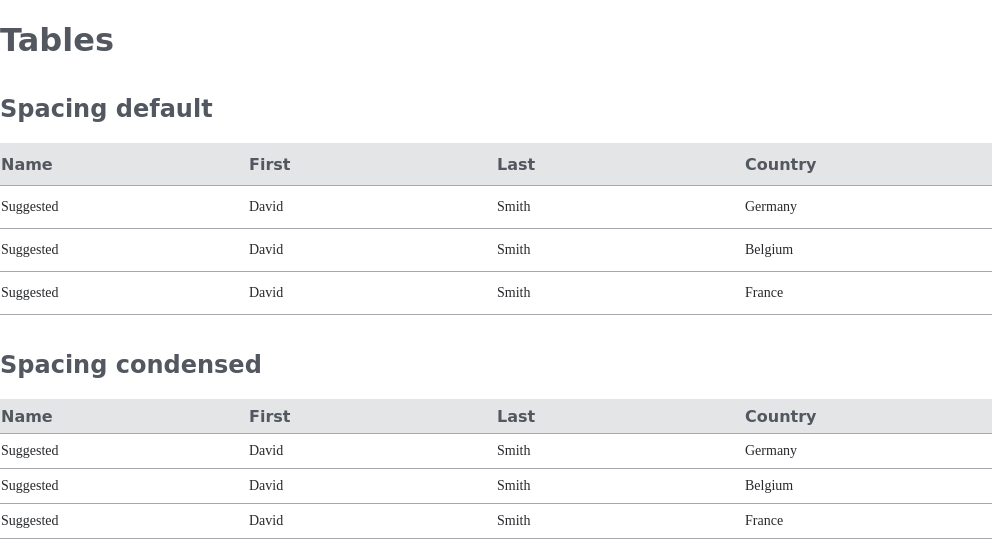 Tables
Spacing default
Name First Last Country
Suggested David Smith Germany
Suggested David Smith Belgium
Suggested David Smith France
Spacing condensed
Name First Last Country
Suggested David Smith Germany
Suggested David Smith Belgium
Suggested David Smith France